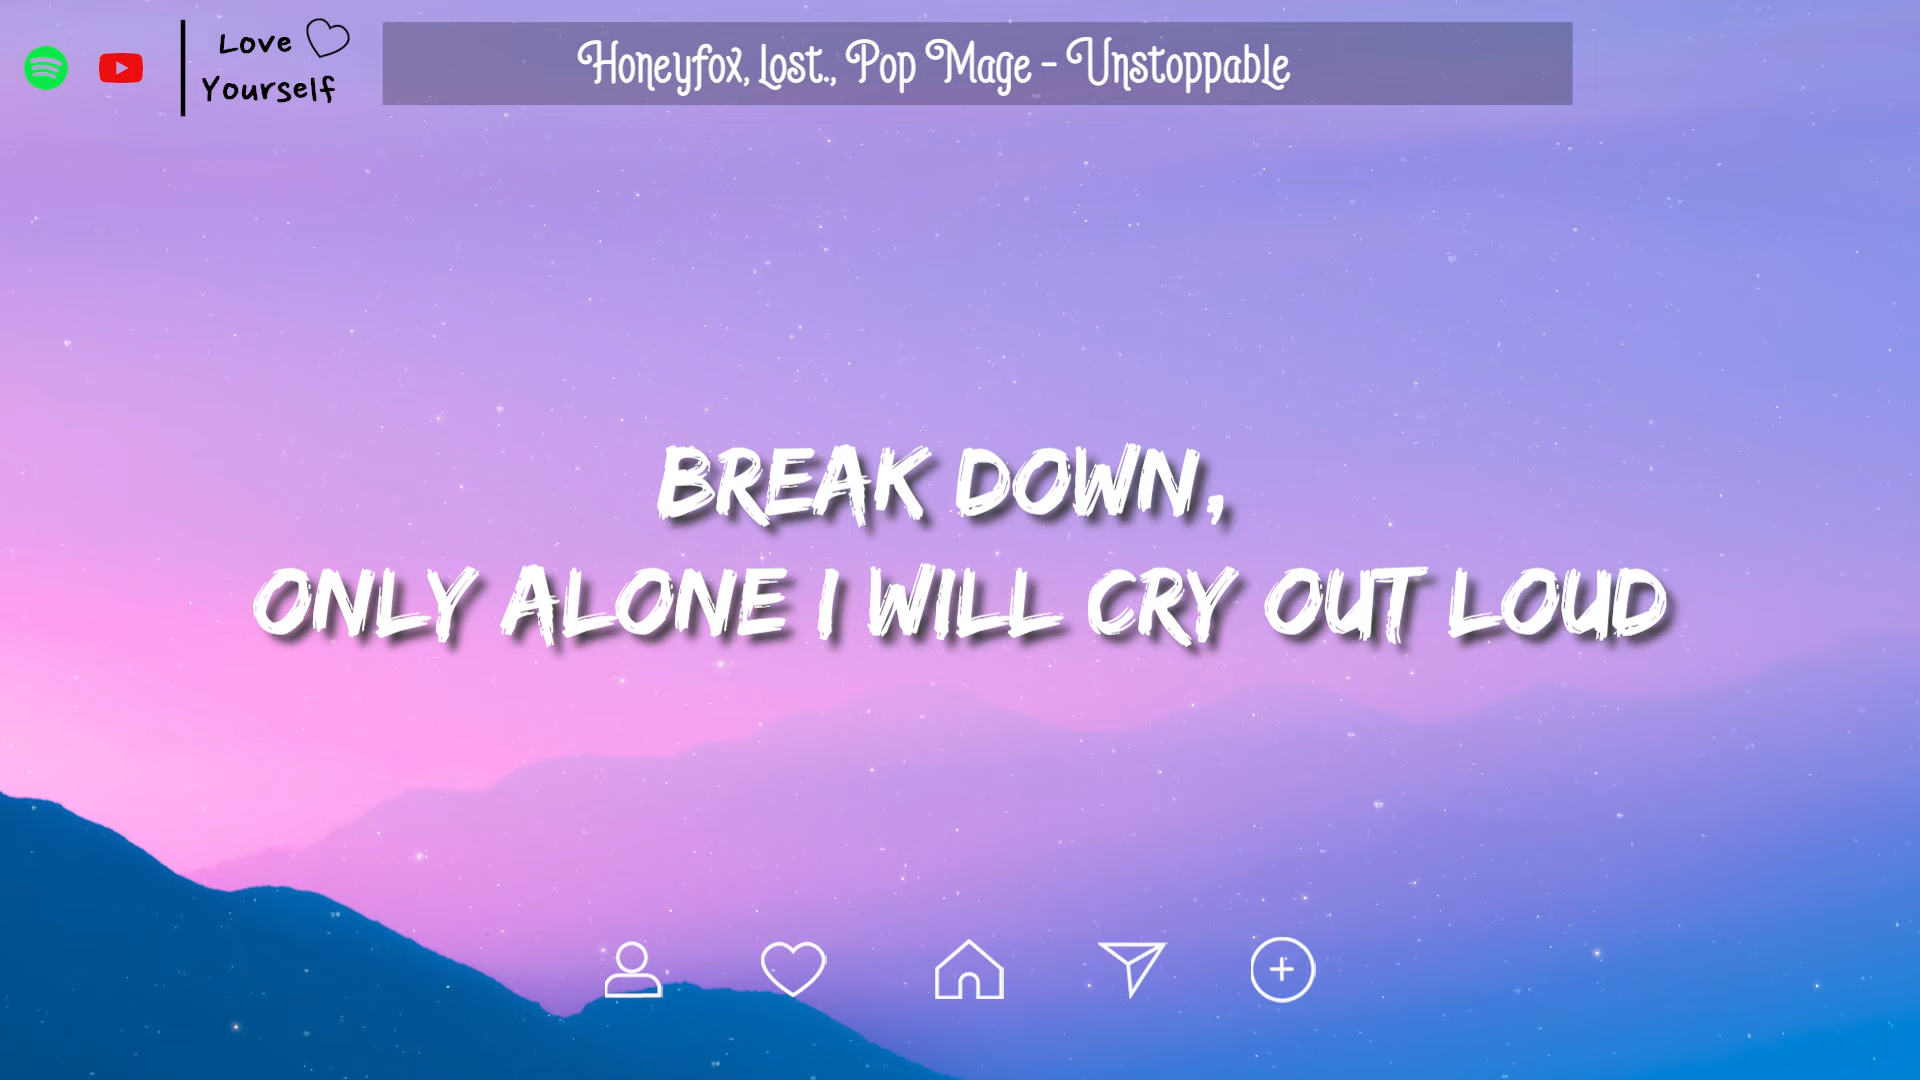 Love
Yourself
Honeyfox, lost., Pop Mage - Unstoppable
BREAK DOWN,
ONLY ALONE I WILL CRY OUT LOUD